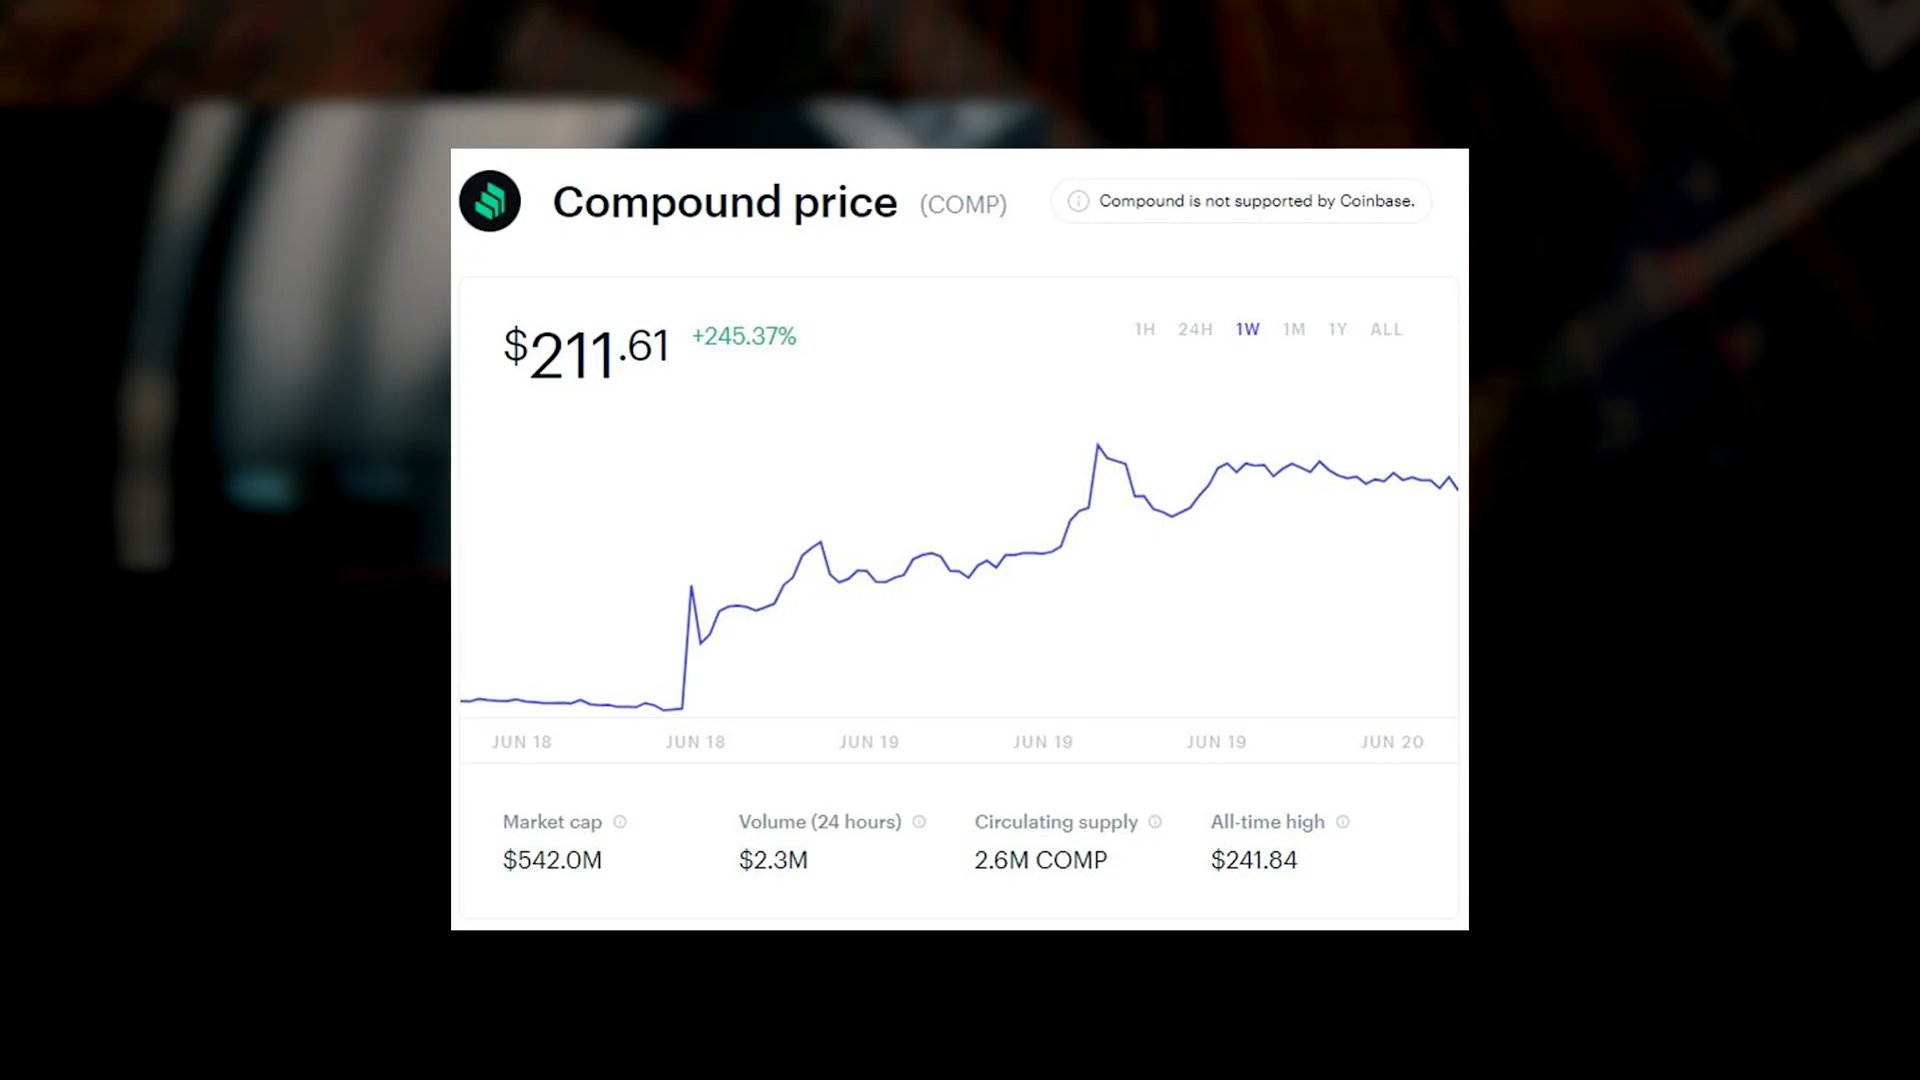 Compound price (COMP)
Compound is not supported by Coinbase.
$211.61 +245.37%
1H 24H 1W 1M 1Y ALL
JUN 18 JUN 18 JUN 19 JUN 19 JUN 19 JUN 20
Market cap Volume (24 hours) Circulating supply All-time high
$542.0M $2.3M 2.6M COMP $241.84